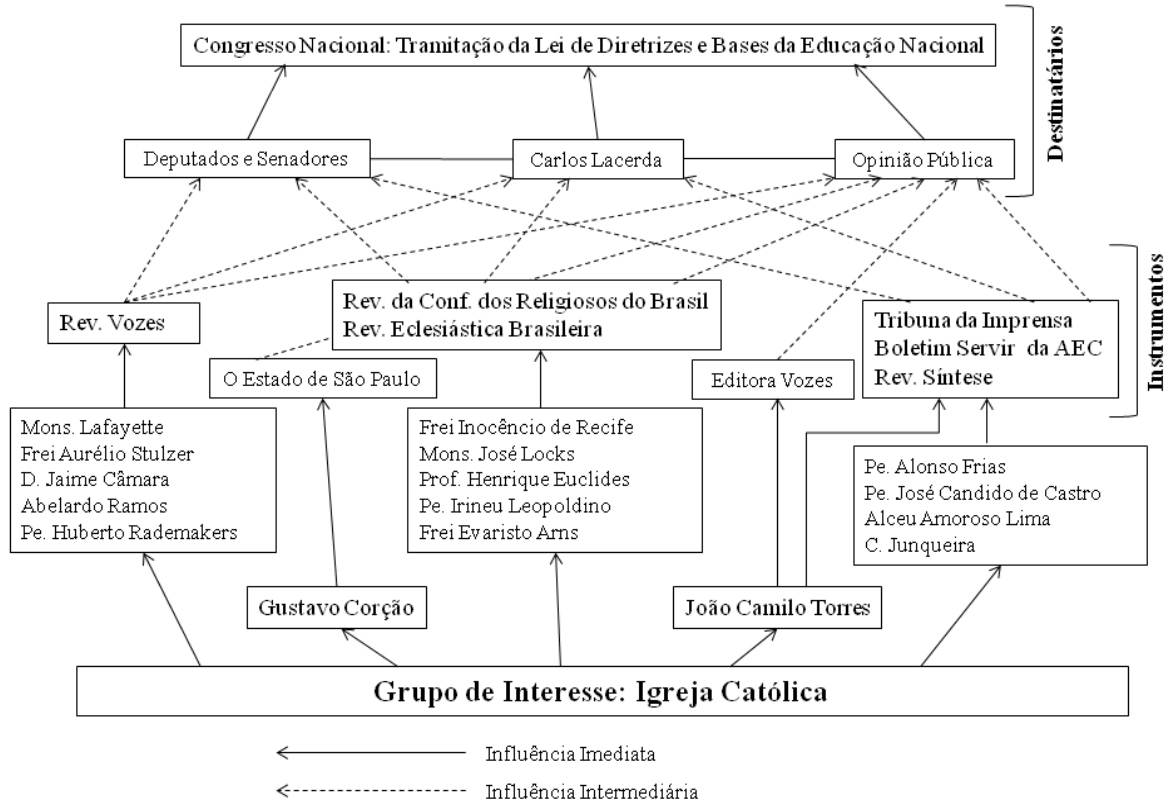 Congresso Nacional: Tramitação da Lei de Diretrizes e Bases da Educação Nacional
Destinatários
Deputados e Senadores
Carlos Lacerda
Opinião Pública
Instrumentos
Rev. Vozes
Rev. da Conf. dos Religiosos do Brasil
Rev. Eclesiástica Brasileira
Tribuna da Imprensa
Boletim Servir da AEC
Rev. Síntese
O Estado de São Paulo
Editora Vozes
Mons. Lafayette
Frei Aurélio Stulzer
D. Jaime Câmara
Abelardo Ramos
Pe. Huberto Rademakers
Frei Inocêncio de Recife
Mons. José Locks
Prof. Henrique Euclides
Pe. Irineu Leopoldino
Frei Evaristo Arns
Pe. Alonso Frias
Pe. José Candido de Castro
Alceu Amoroso Lima
C. Junqueira
Gustavo Corção
João Camilo Torres
Grupo de Interesse: Igreja Católica
Influência Imediata
Influência Intermediária